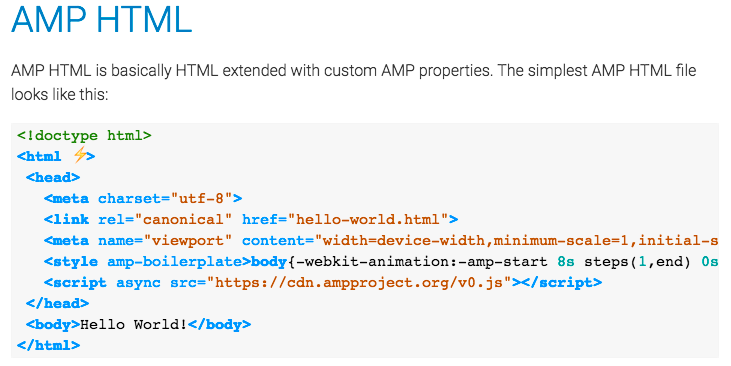 AMP HTML
AMP HTML is basically HTML extended with custom AMP properties. The simplest AMP HTML file
looks like this:
<!doctype html>
<html ⚡>
<head>
<meta charset="utf-8">
<link rel="canonical" href="hello-world.html">
<meta name="viewport" content="width=device-width,minimum-scale=1,initial-s
<style amp-boilerplate>body{-webkit-animation:-amp-start 8s steps(1,end) 0s
<script async src="https://cdn.ampproject.org/v0.js"></script>
</head>
<body>Hello World!</body>
</html>